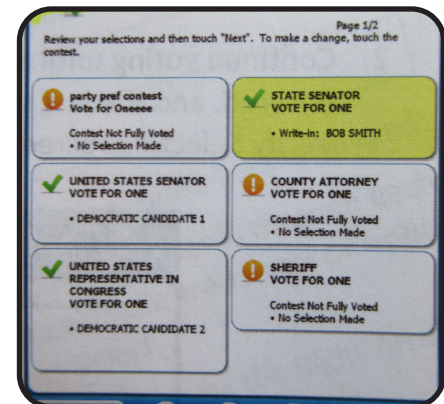 Page 1/2
Review your selections and then touch "Next". To make a change, touch the
contest.
party pref contest
Vote for Oneeee
Contest Not Fully Voted
• No Selection Made
STATE SENATOR
VOTE FOR ONE
• Write-in: BOB SMITH
UNITED STATES SENATOR
VOTE FOR ONE
• DEMOCRATIC CANDIDATE 1
COUNTY ATTORNEY
VOTE FOR ONE
Contest Not Fully Voted
• No Selection Made
UNITED STATES
REPRESENTATIVE IN
CONGRESS
VOTE FOR ONE
• DEMOCRATIC CANDIDATE 2
SHERIFF
VOTE FOR ONE
Contest Not Fully Voted
• No Selection Made